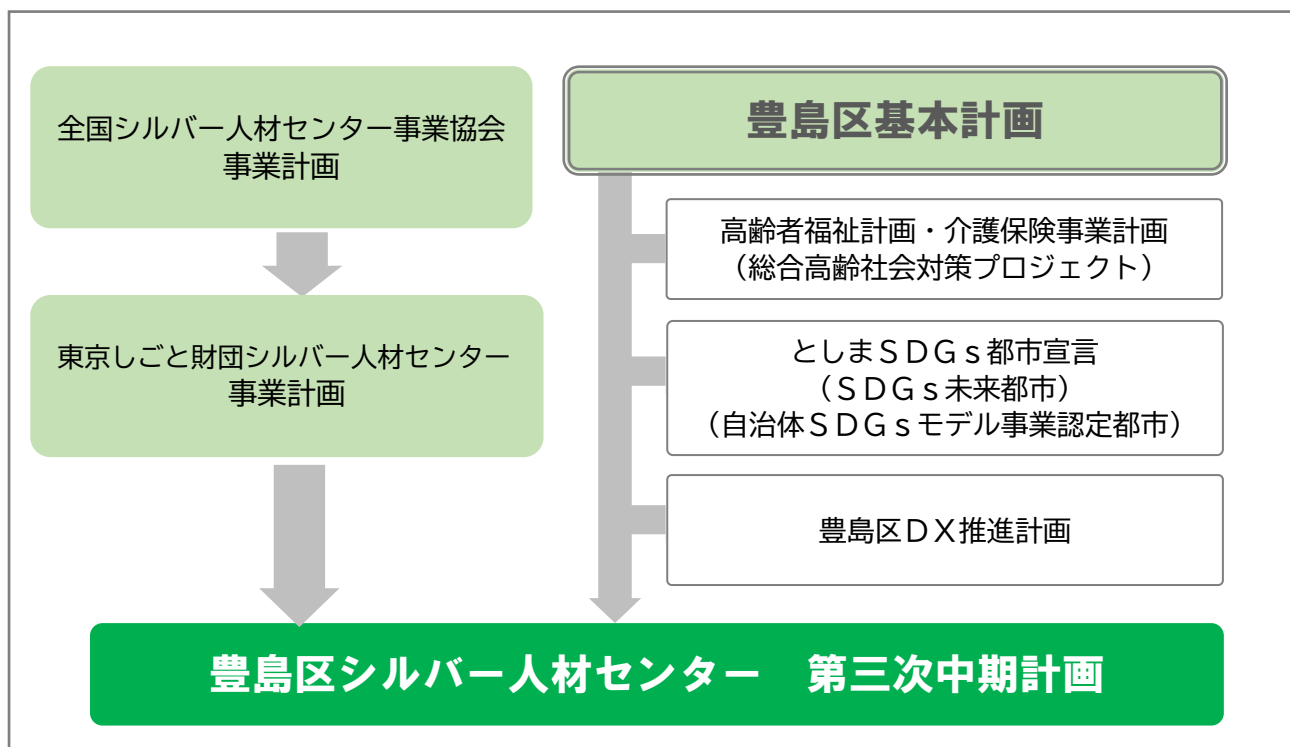 全国シルバー人材センター事業協会
事業計画
東京しごと財団シルバー人材センター
事業計画
豊島区基本計画
高齢者福祉計画・介護保険事業計画
（総合高齢社会対策プロジェクト）
としまＳＤＧｓ都市宣言
（ＳＤＧｓ未来都市）
（自治体ＳＤＧｓモデル事業認定都市）
豊島区ＤＸ推進計画
豊島区シルバー人材センター　第三次中期計画